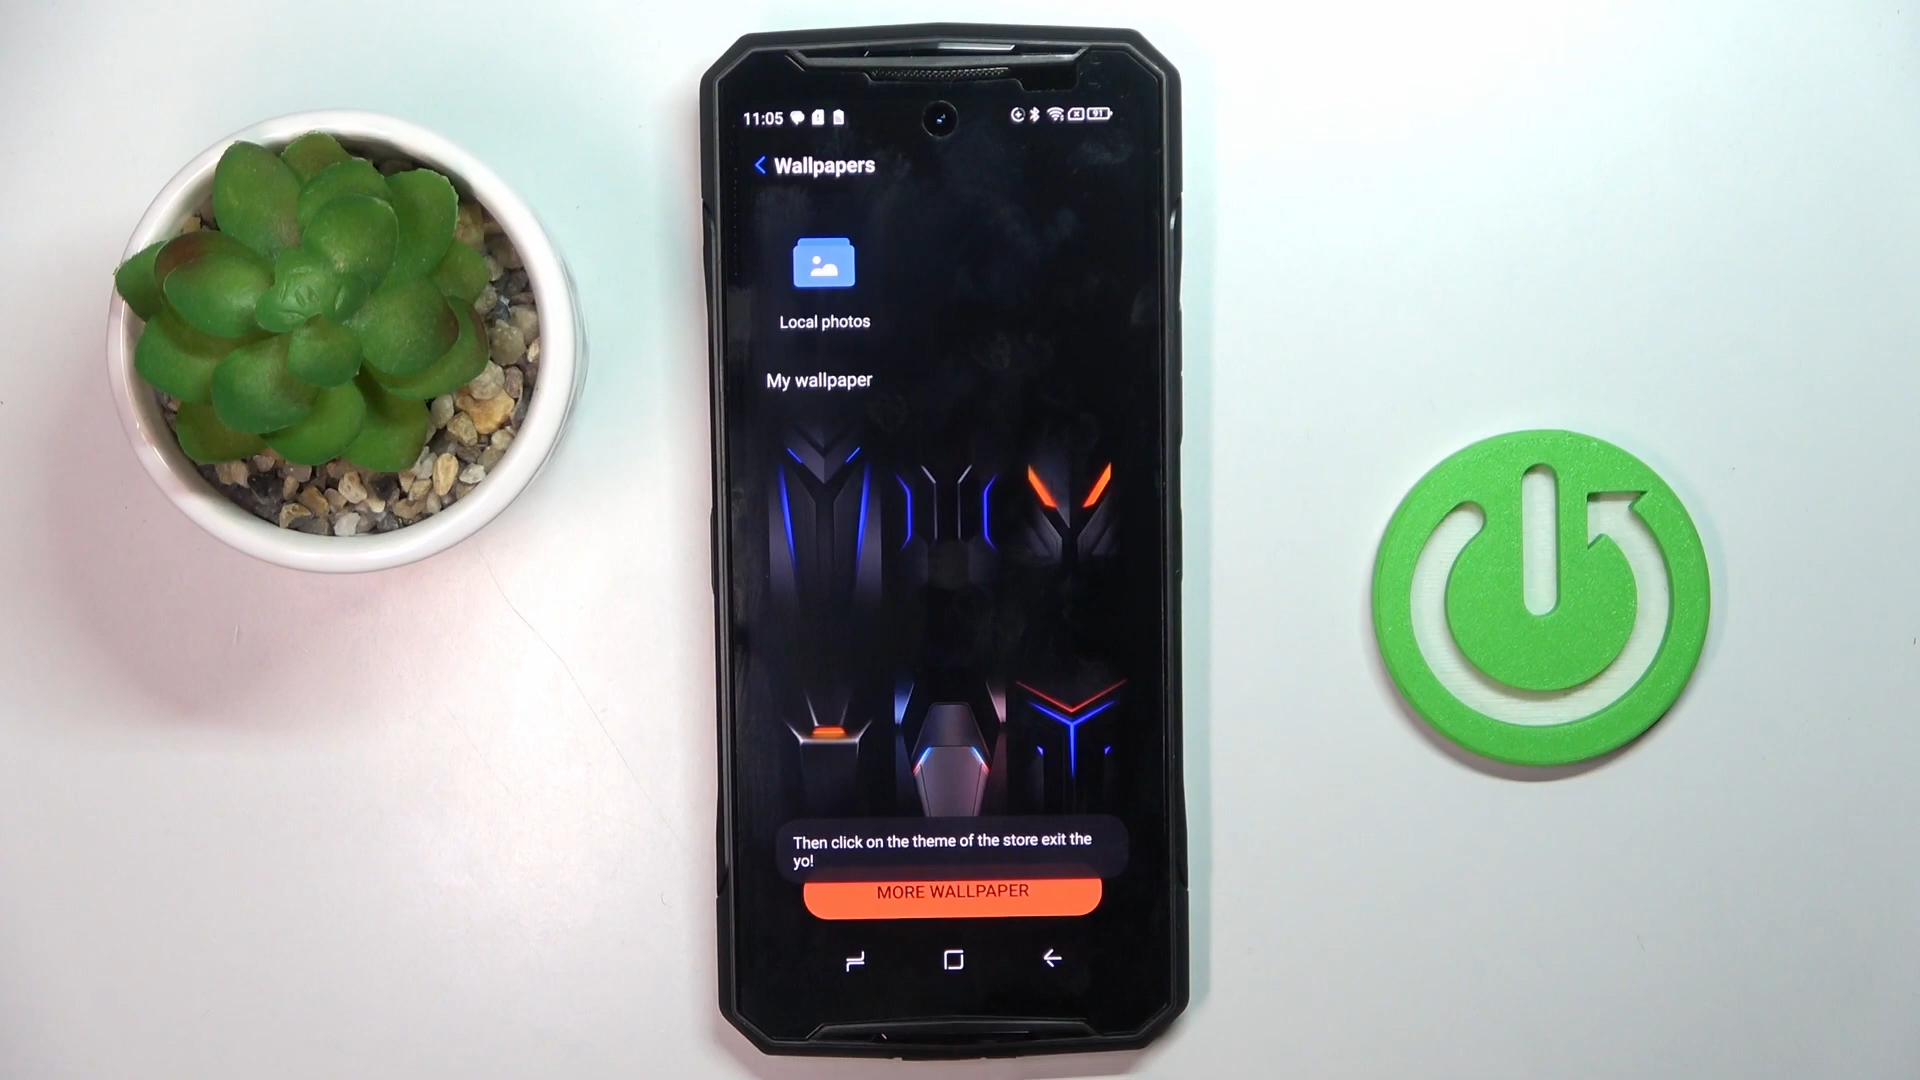 11:05
91
Wallpapers
Local photos
My wallpaper
Then click on the theme of the store exit the
yo!
MORE WALLPAPER